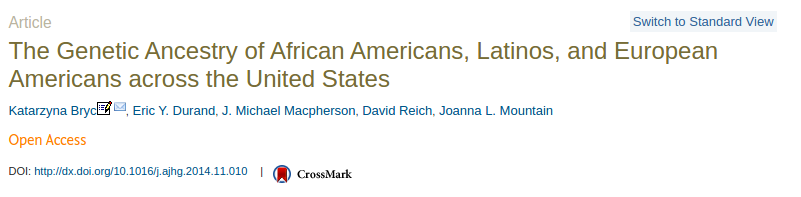 Article
Switch to Standard View
The Genetic Ancestry of African Americans, Latinos, and European
Americans across the United States
Katarzyna Bryc, Eric Y. Durand, J. Michael Macpherson, David Reich, Joanna L. Mountain
Open Access
DOI: http://dx.doi.org/10.1016/j.ajhg.2014.11.010 | CrossMark